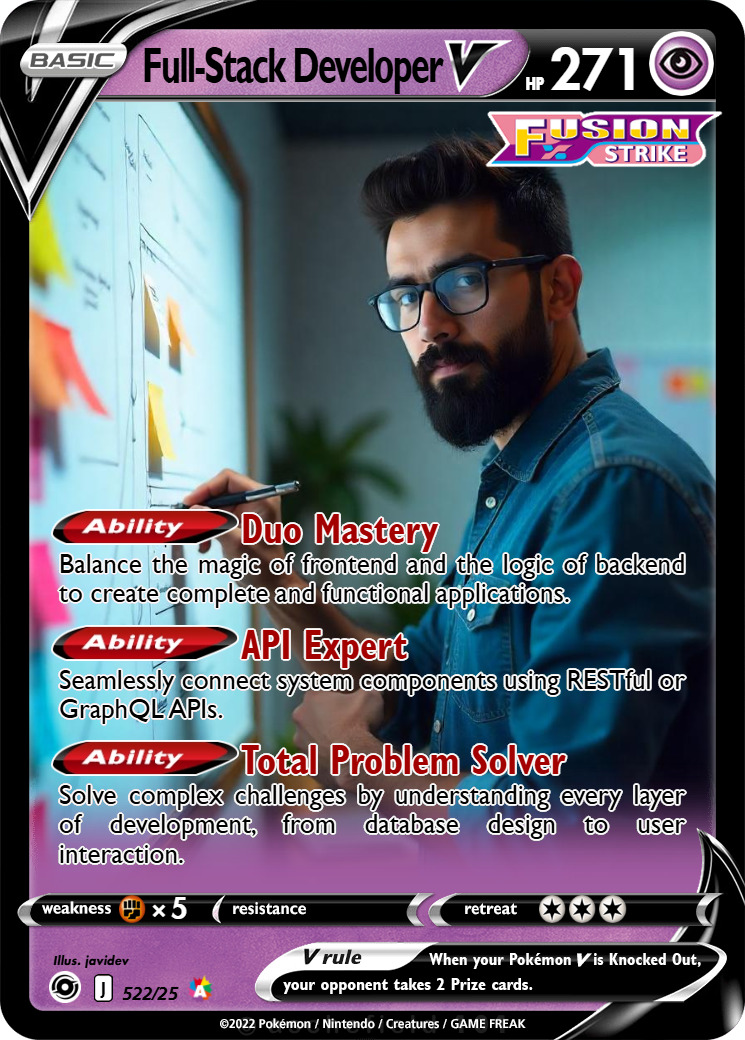 BASIC
Full-Stack Developer V
HP 271
FUSION
STRIKE
Ability Duo Mastery
Balance the magic of frontend and the logic of backend
to create complete and functional applications.
Ability API Expert
Seamlessly connect system components using RESTful or
GraphQL APIs.
Ability Total Problem Solver
Solve complex challenges by understanding every layer
of development, from database design to user
interaction.
weakness ×5 resistance retreat
Illus. javidev
V rule When your Pokémon V is Knocked Out,
your opponent takes 2 Prize cards.
J 522/25
©2022 Pokémon / Nintendo / Creatures / GAME FREAK